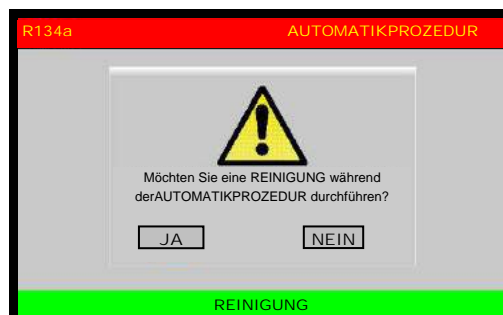 R134a AUTOMATIKPROZEDUR
Möchten Sie eine REINIGUNG während
derAUTOMATIKPROZEDUR durchführen?
JA NEIN
REINIGUNG